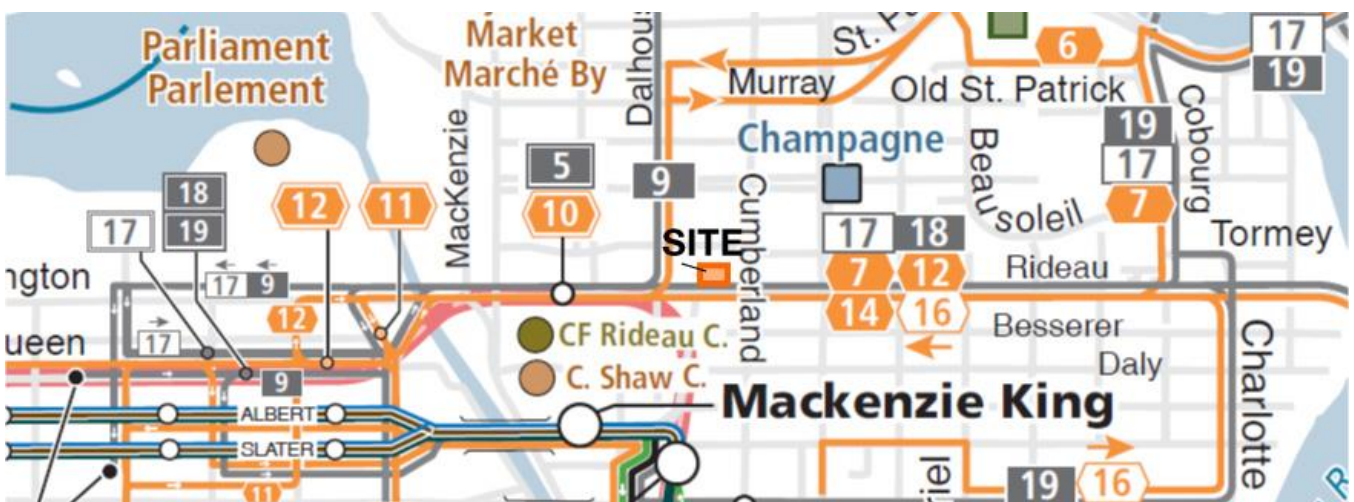 Parliament
Parlement
Market
Marché By
Dalhous
St. Pa
6
17
19
Murray
Old St. Patrick
MacKenzie
Champagne
Cobourg
19
17
7
5
10
9
Cumberland
Beausoleil
18
19
17
12
11
SITE
17
18
7
12
14
16
Tormey
Rideau
ngton
17
9
12
17
ueen
9
CF Rideau C.
C. Shaw C.
Besserer
Daly
Charlotte
Mackenzie King
ALBERT
SLATER
11
iel
19
16
R